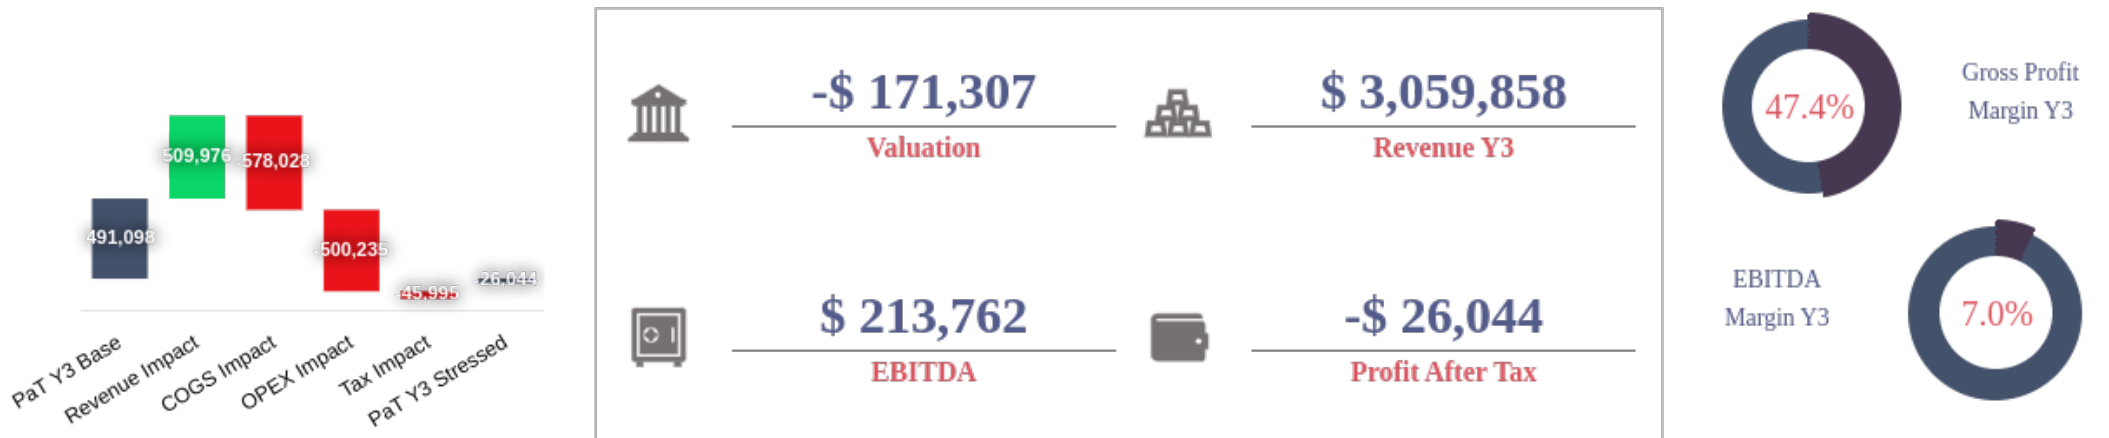 491,098
509,976
-578,028
-500,235
-45,995
-26,044
PaT Y3 Base
Revenue Impact
COGS Impact
OPEX Impact
Tax Impact
PaT Y3 Stressed
-$ 171,307
Valuation
$ 3,059,858
Revenue Y3
$ 213,762
EBITDA
-$ 26,044
Profit After Tax
47.4%
Gross Profit
Margin Y3
EBITDA
Margin Y3
7.0%